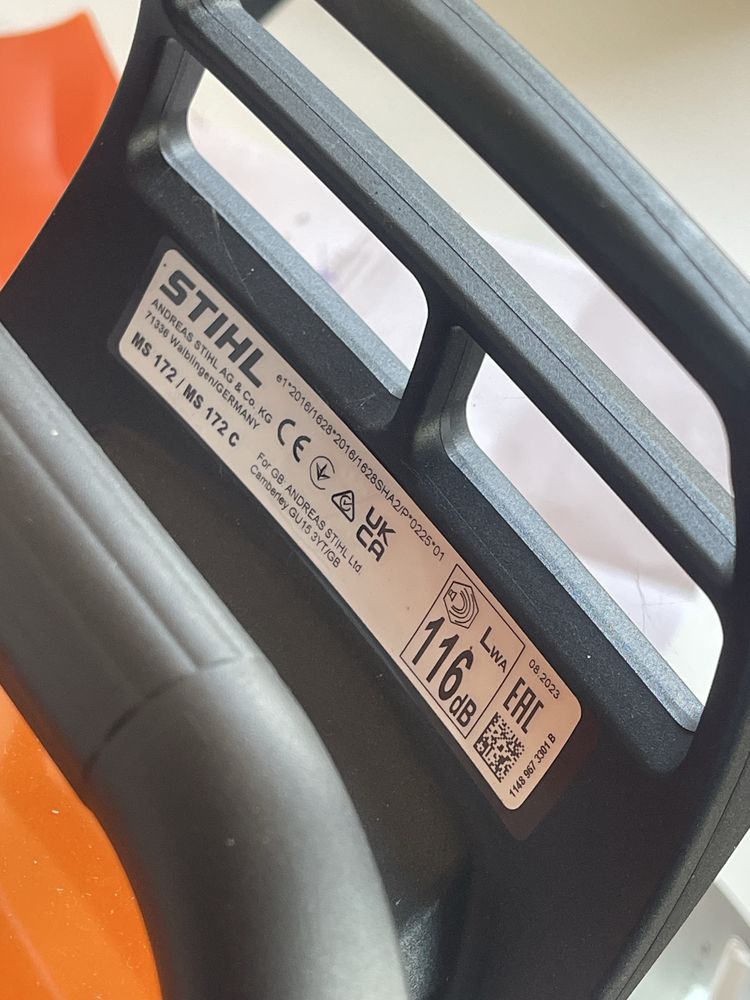 STIHL
ANDREAS STIHL AG & Co. KG
71336 Waiblingen/GERMANY
MS 172 / MS 172 C
e1*2016/1628*2016/1628SHA2/P*0225*01
CE
UK
CA
For GB: ANDREAS STIHL Ltd.
Camberley GU15 3YT/GB
LWA
116 dB
08.2023
EAC
1148 967 3301 B